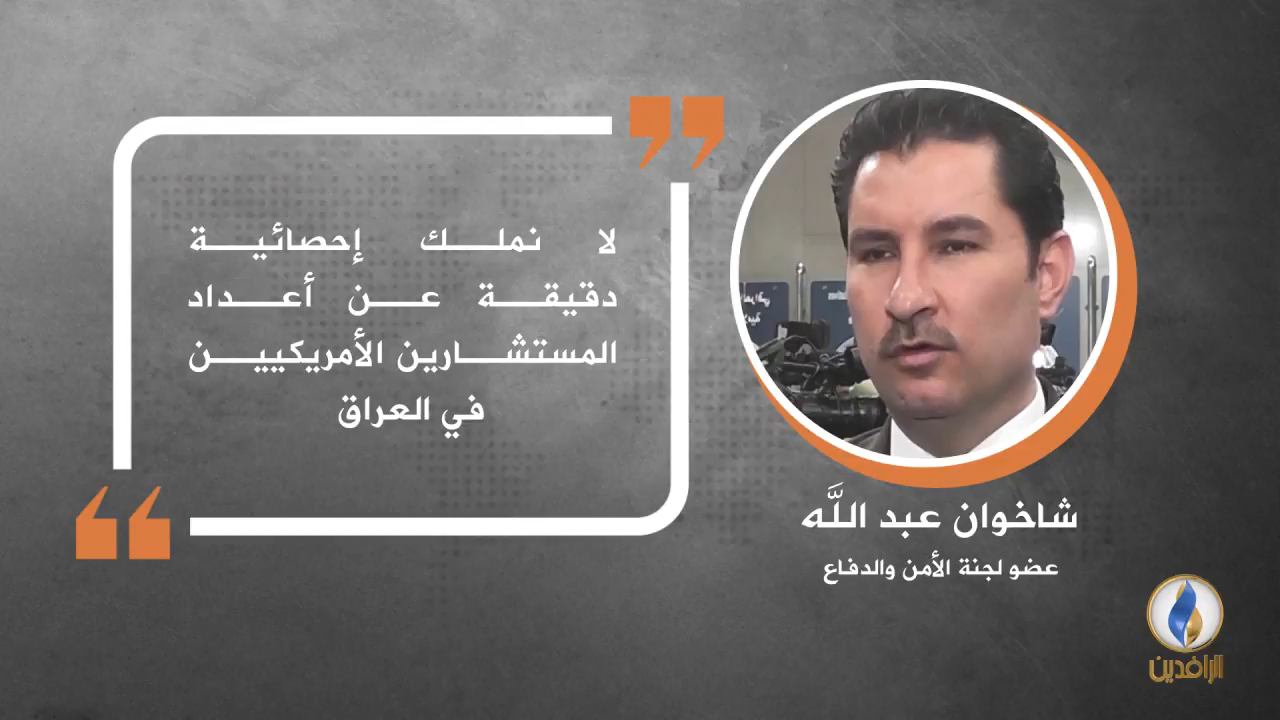 لا نملك إحصائية
دقيقة عن أعداد
المستشارين الأمريكيين
في العراق
شاخوان عبد اللَّه
عضو لجنة الأمن والدفاع
الرافدين